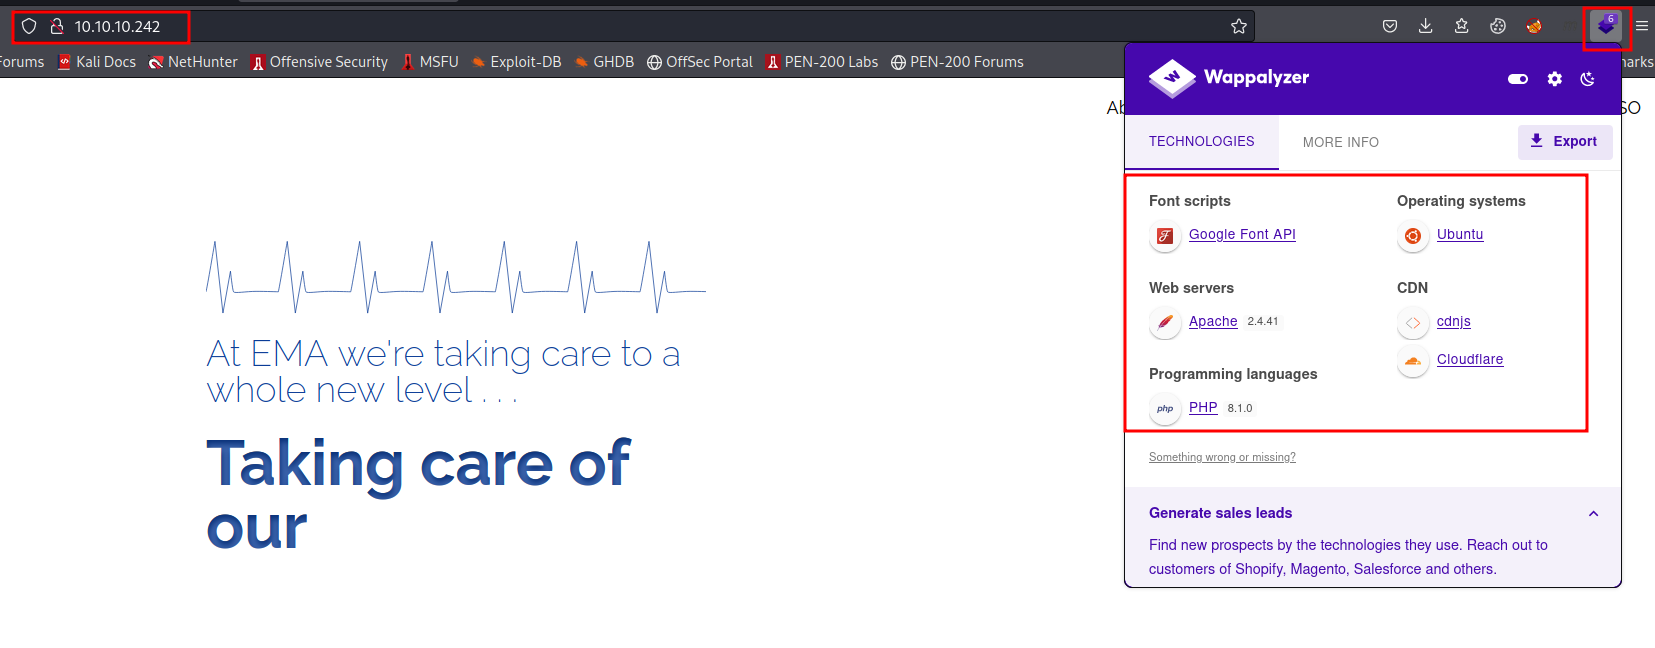 10.10.10.242
6
Forums Kali Docs NetHunter Offensive Security MSFU Exploit-DB GHDB OffSec Portal PEN-200 Labs PEN-200 Forums
W Wappalyzer
SO
TECHNOLOGIES MORE INFO Export
Font scripts Operating systems
Google Font API Ubuntu
Web servers CDN
Apache 2.4.41 cdnjs
Cloudflare
Programming languages
php PHP 8.1.0
Something wrong or missing?
Generate sales leads
Find new prospects by the technologies they use. Reach out to
customers of Shopify, Magento, Salesforce and others.
At EMA we're taking care to a
whole new level . . .
Taking care of
our